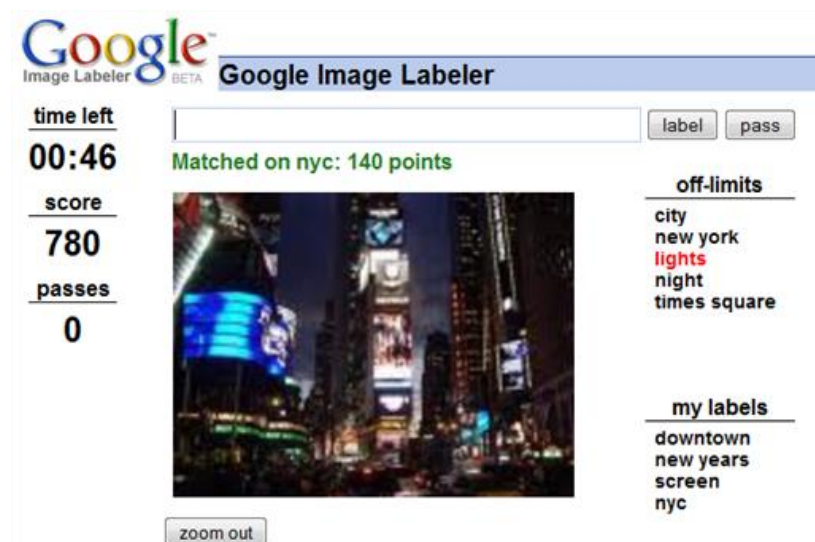 Google™
Image Labeler BETA
Google Image Labeler
time left
00:46
score
780
passes
0
label
pass
Matched on nyc: 140 points
off-limits
city
new york
lights
night
times square
my labels
downtown
new years
screen
nyc
zoom out